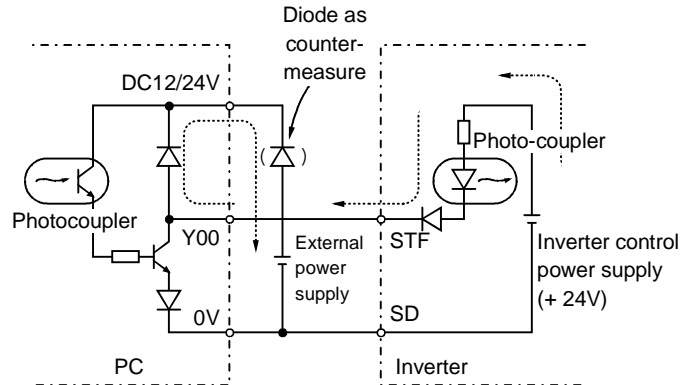 Diode as
counter-
measure
DC12/24V
( )
Photo-coupler
Photocoupler
Y00
STF
External
power
supply
Inverter control
power supply
(+ 24V)
0V
SD
PC
Inverter